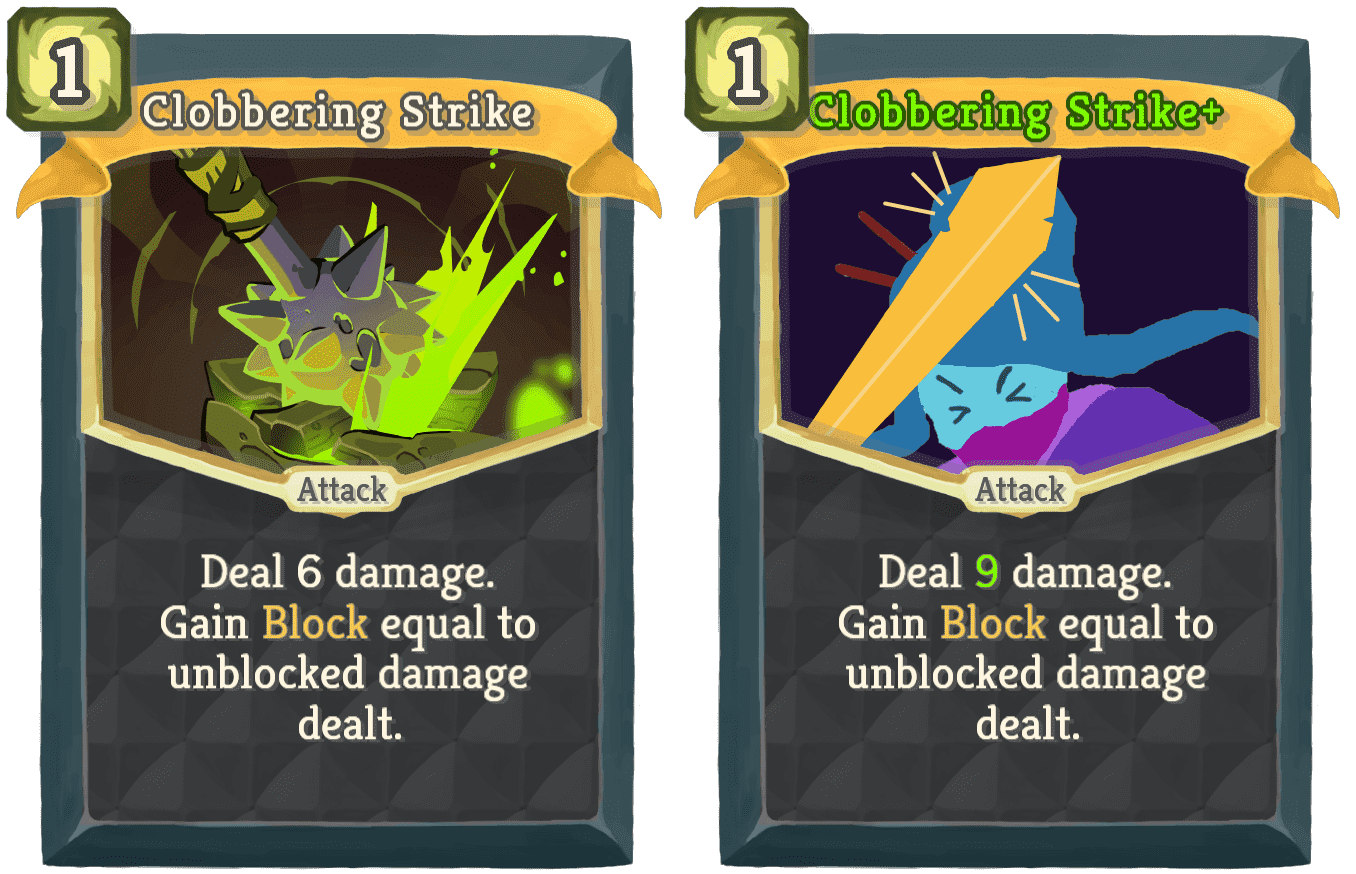 1
Clobbering Strike
Attack
Deal 6 damage.
Gain Block equal to
unblocked damage
dealt.
1
Clobbering Strike+
Attack
Deal 9 damage.
Gain Block equal to
unblocked damage
dealt.